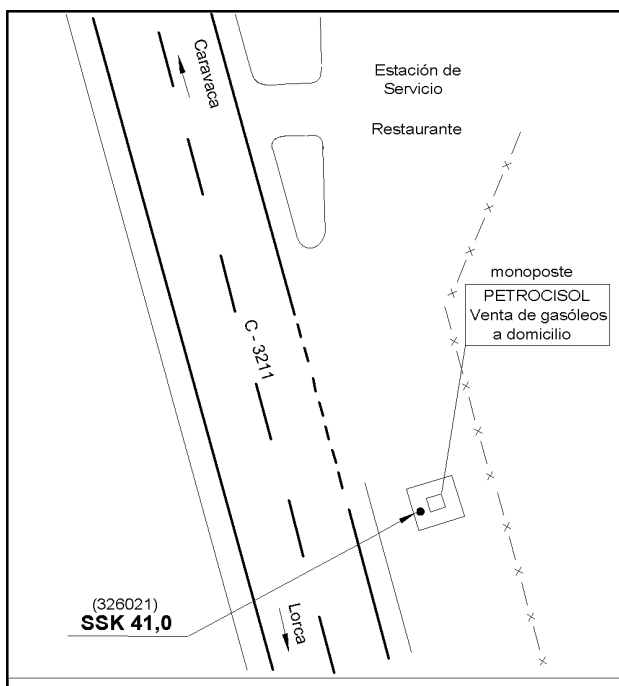 Caravaca
Estación de
Servicio
Restaurante
monoposte
PETROCISOL
Venta de gasóleos
a domicilio
C - 3211
(326021)
SSK 41,0
Lorca